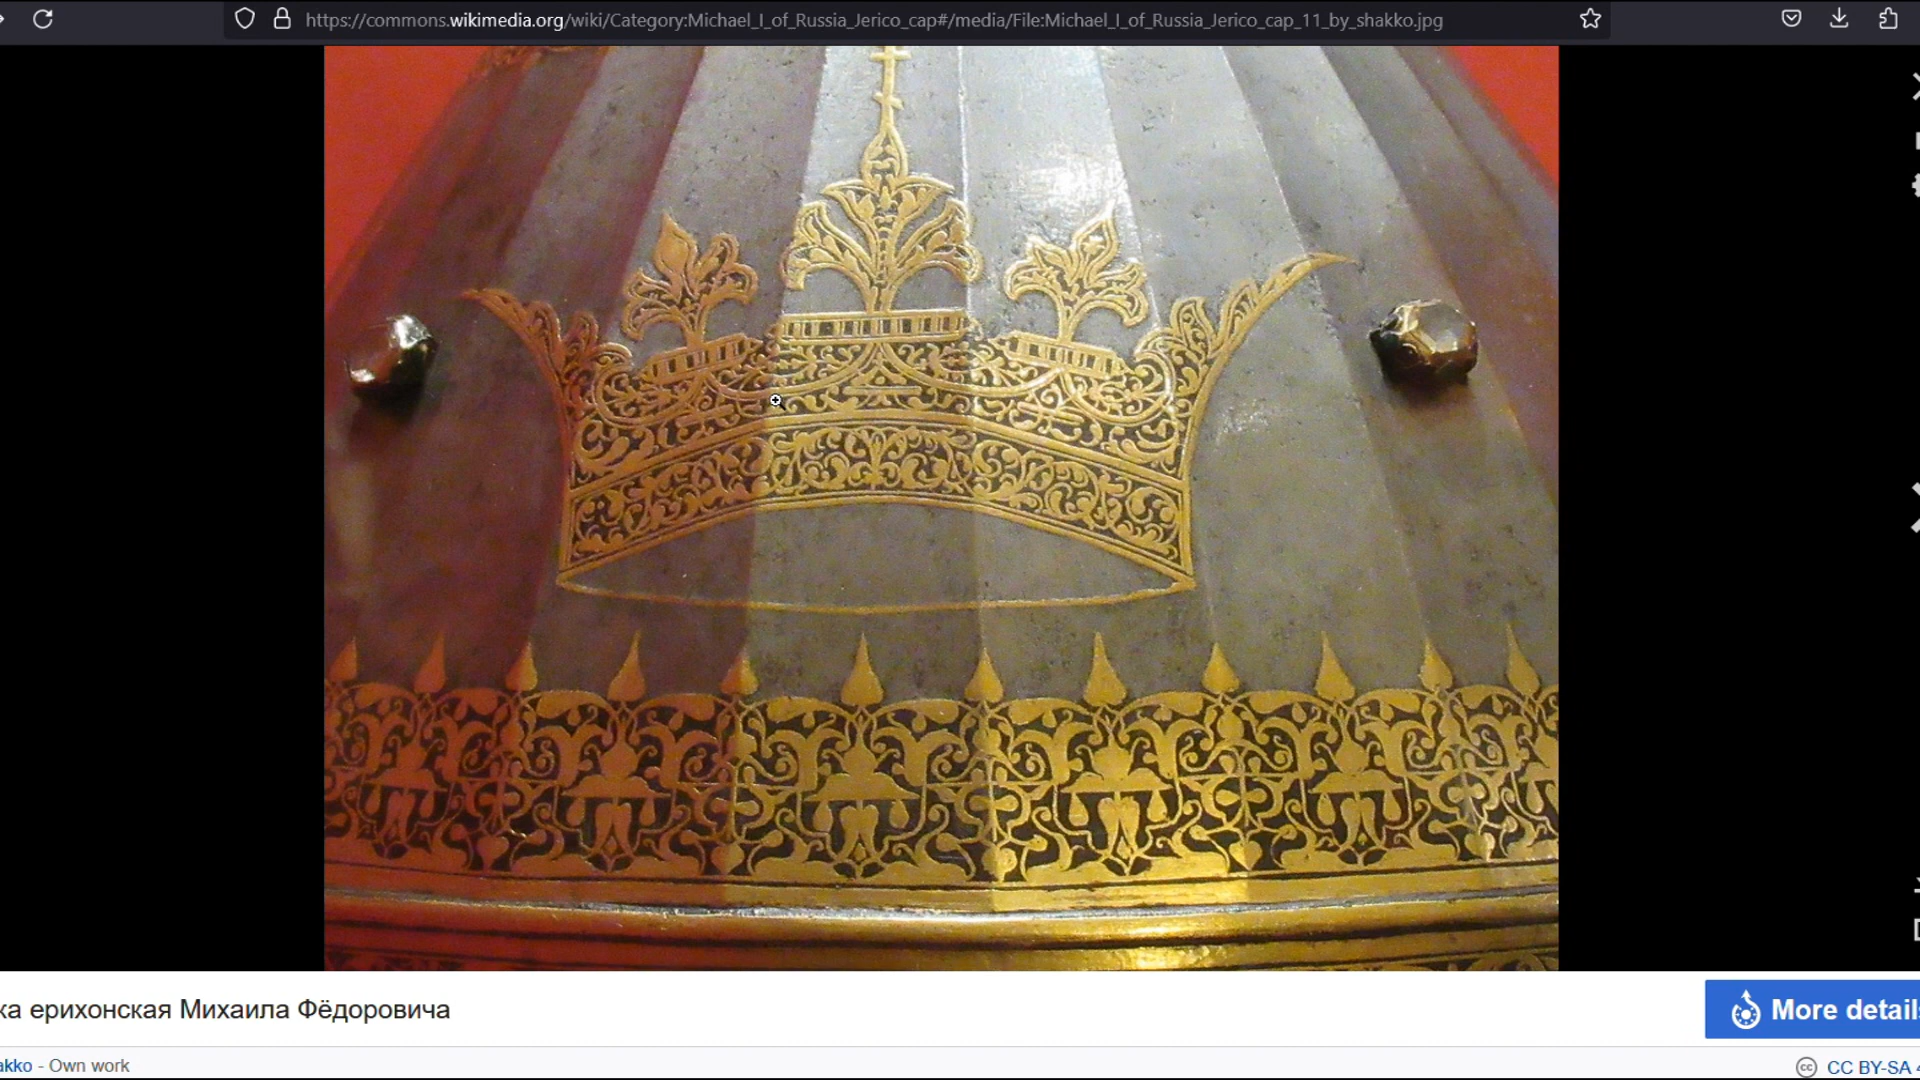 https://commons.wikimedia.org/wiki/Category:Michael_I_of_Russia_Jerico_cap#/media/File:Michael_I_of_Russia_Jerico_cap_11_by_shakko.jpg
ка ерихонская Михаила Фёдоровича
More details
akko - Own work
CC BY-SA